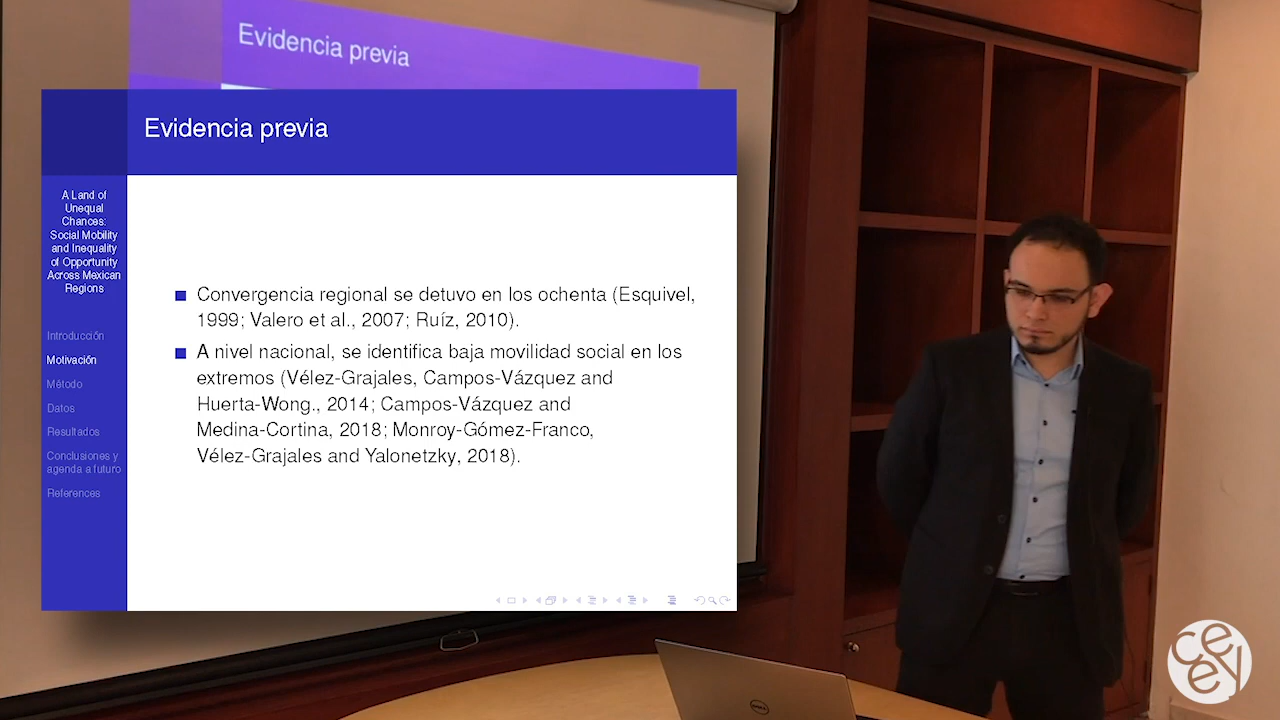 Evidencia previa
Evidencia previa
A Land of
Unequal
Chances:
Social Mobility
and Inequality
of Opportunity
Across Mexican
Regions
Introducción
Motivación
Método
Datos
Resultados
Conclusiones y
agenda a futuro
References
Convergencia regional se detuvo en los ochenta (Esquivel,
1999; Valero et al., 2007; Ruíz, 2010).
A nivel nacional, se identifica baja movilidad social en los
extremos (Vélez-Grajales, Campos-Vázquez and
Huerta-Wong., 2014; Campos-Vázquez and
Medina-Cortina, 2018; Monroy-Gómez-Franco,
Vélez-Grajales and Yalonetzky, 2018).
DELL
ceey